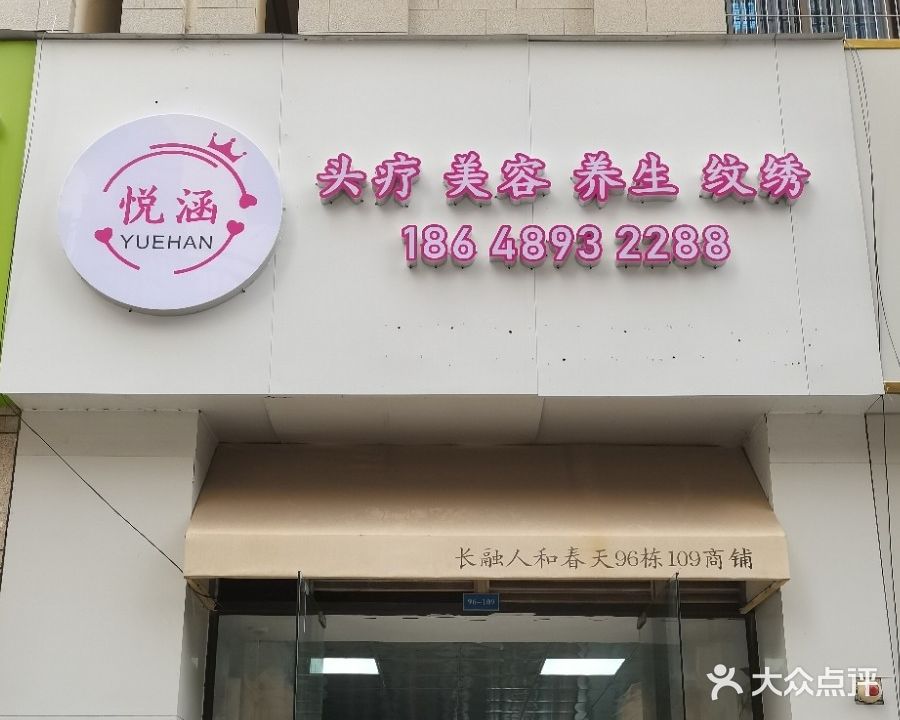 悦涵
YUEHAN
头疗 美容 养生 纹绣
186 4893 2288
长融人和春天96栋109商铺
96-109
大众点评